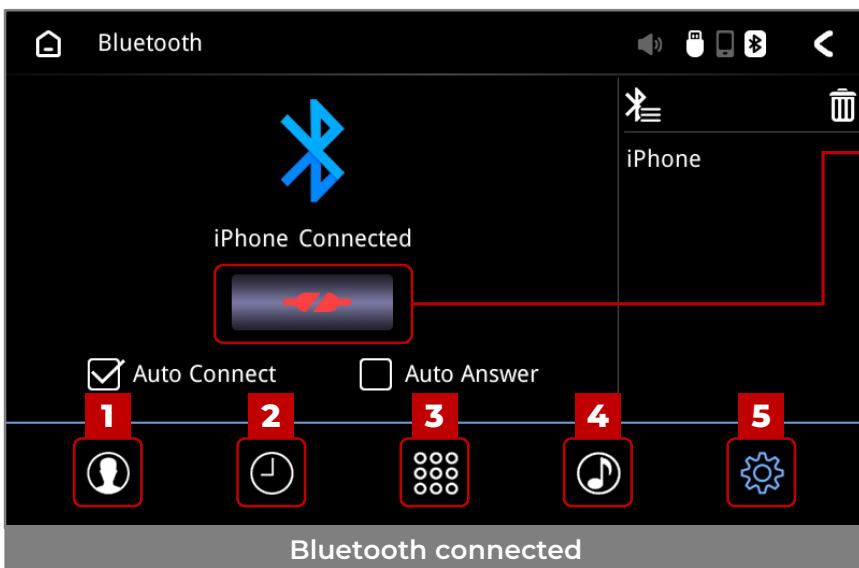 Bluetooth
iPhone
iPhone Connected
Auto Connect
Auto Answer
1
2
3
4
5
Bluetooth connected